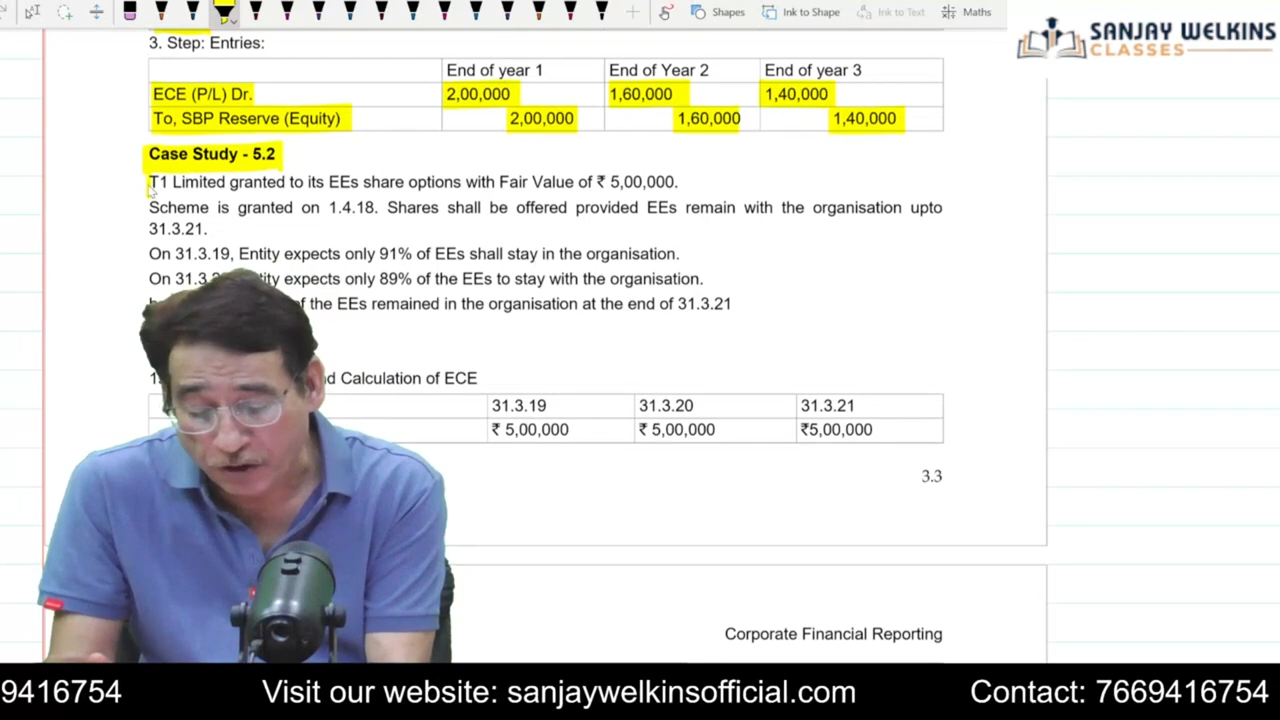 Shapes
Ink to Shape
Ink to Text
Maths
SANJAY WELKINS
CLASSES
3. Step: Entries:
End of year 1 End of Year 2 End of year 3
ECE (P/L) Dr. 2,00,000 1,60,000 1,40,000
To, SBP Reserve (Equity) 2,00,000 1,60,000 1,40,000
Case Study - 5.2
T1 Limited granted to its EEs share options with Fair Value of ₹ 5,00,000.
Scheme is granted on 1.4.18. Shares shall be offered provided EEs remain with the organisation upto
31.3.21.
On 31.3.19, Entity expects only 91% of EEs shall stay in the organisation.
On 31.3 expects only 89% of the EEs to stay with the organisation.
of the EEs remained in the organisation at the end of 31.3.21
Calculation of ECE
31.3.19 31.3.20 31.3.21
₹ 5,00,000 ₹ 5,00,000 ₹5,00,000
3.3
Corporate Financial Reporting
9416754 Visit our website: sanjaywelkinsofficial.com Contact: 7669416754